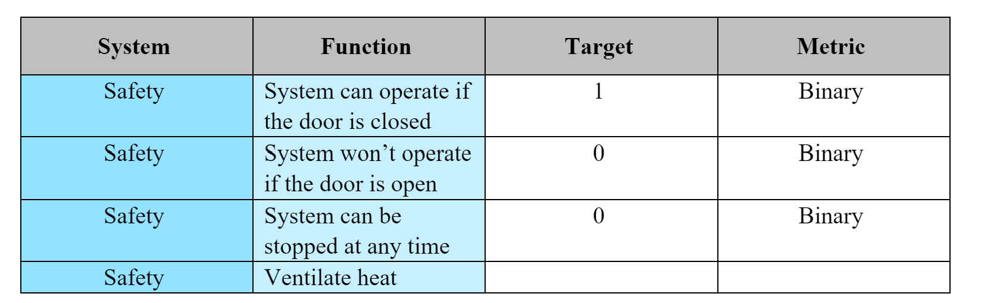 System Function Target Metric
Safety System can operate if 1 Binary
the door is closed
Safety System won’t operate 0 Binary
if the door is open
Safety System can be 0 Binary
stopped at any time
Safety Ventilate heat